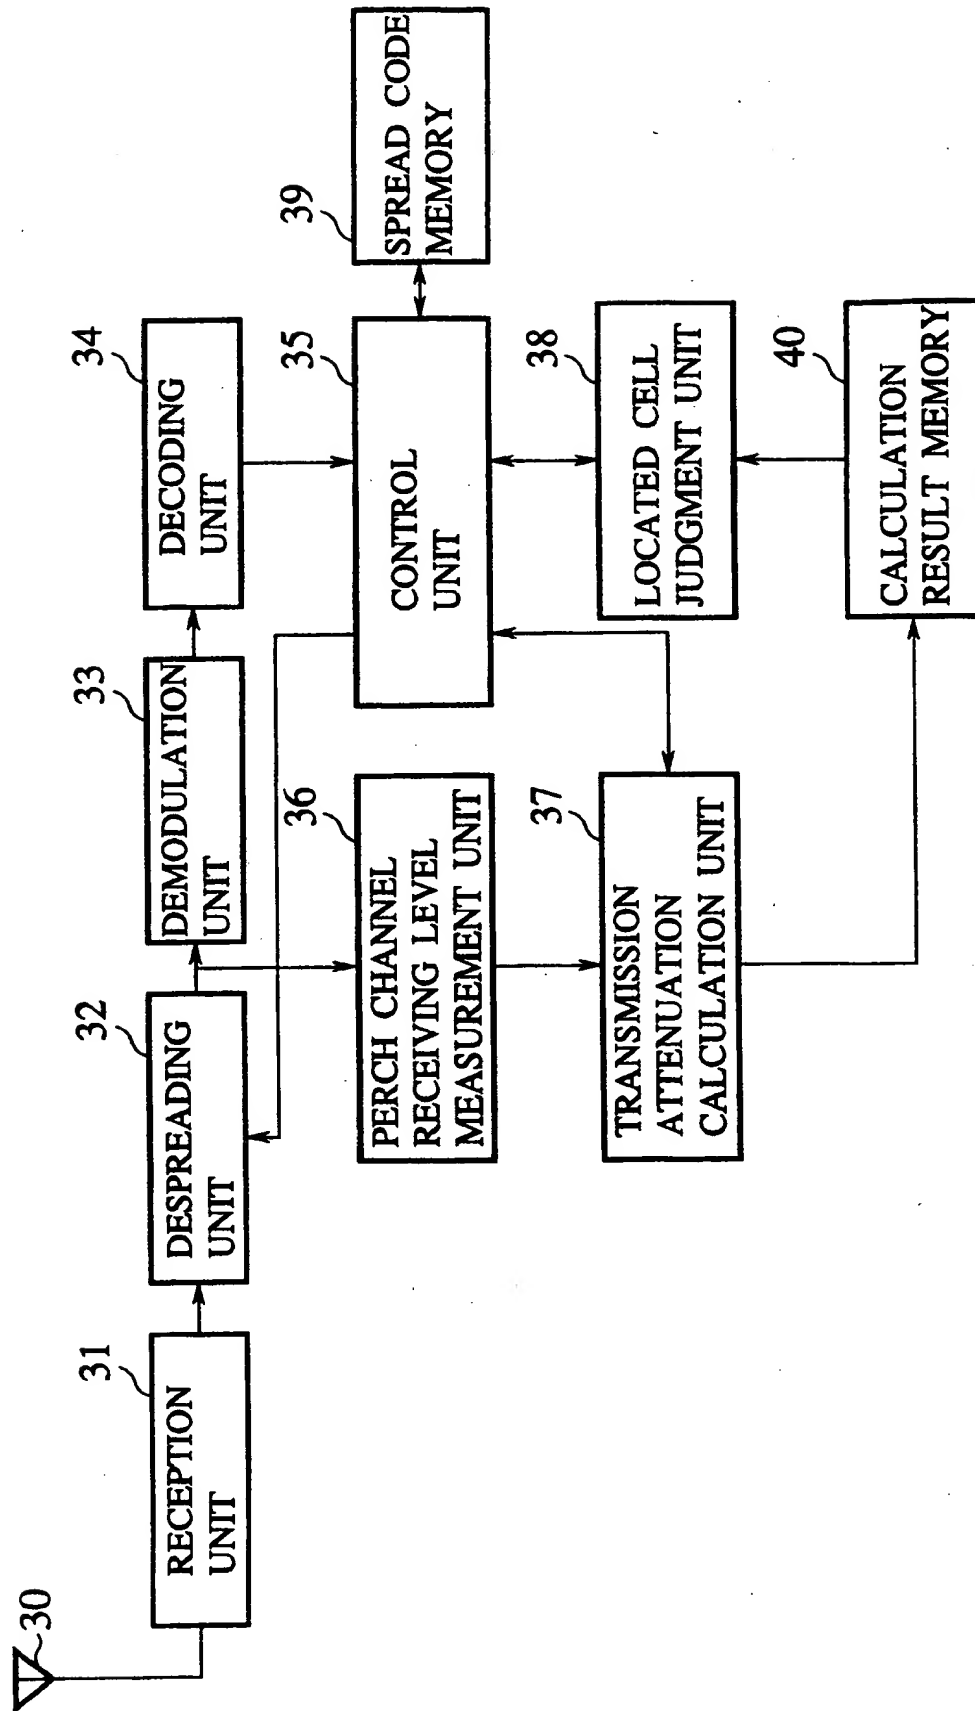 30
31
RECEPTION
UNIT
32
DESPREADING
UNIT
33
DEMODULATION
UNIT
34
DECODING
UNIT
36
PERCH CHANNEL
RECEIVING LEVEL
MEASUREMENT UNIT
35
CONTROL
UNIT
39
SPREAD CODE
MEMORY
37
TRANSMISSION
ATTENUATION
CALCULATION UNIT
38
LOCATED CELL
JUDGMENT UNIT
40
CALCULATION
RESULT MEMORY